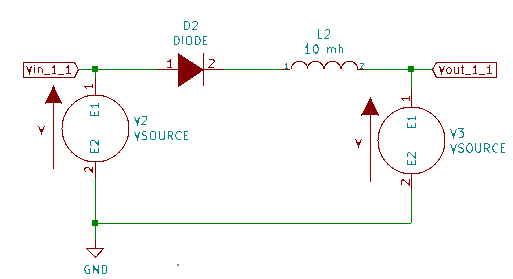 D2
DIODE
L2
10 mh
Vin_1_1
1
2
1
2
Vout_1_1
1
1
E1
E1
V
V2
VSOURCE
V
V3
VSOURCE
E2
E2
2
2
GND